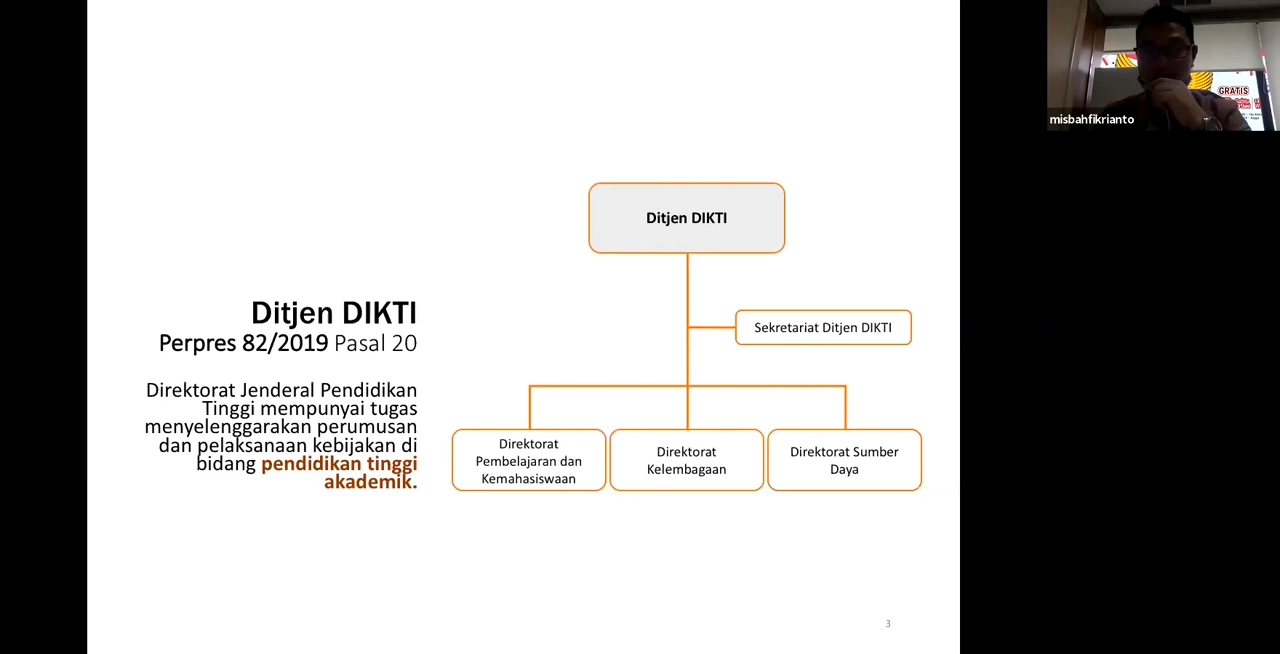 Ditjen DIKTI
Perpres 82/2019 Pasal 20
Direktorat Jenderal Pendidikan
Tinggi mempunyai tugas
menyelenggarakan perumusan
dan pelaksanaan kebijakan di
bidang pendidikan tinggi
akademik.
Ditjen DIKTI
Sekretariat Ditjen DIKTI
Direktorat
Pembelajaran dan
Kemahasiswaan
Direktorat
Kelembagaan
Direktorat Sumber
Daya
3
GRATIS
misbahfikrianto